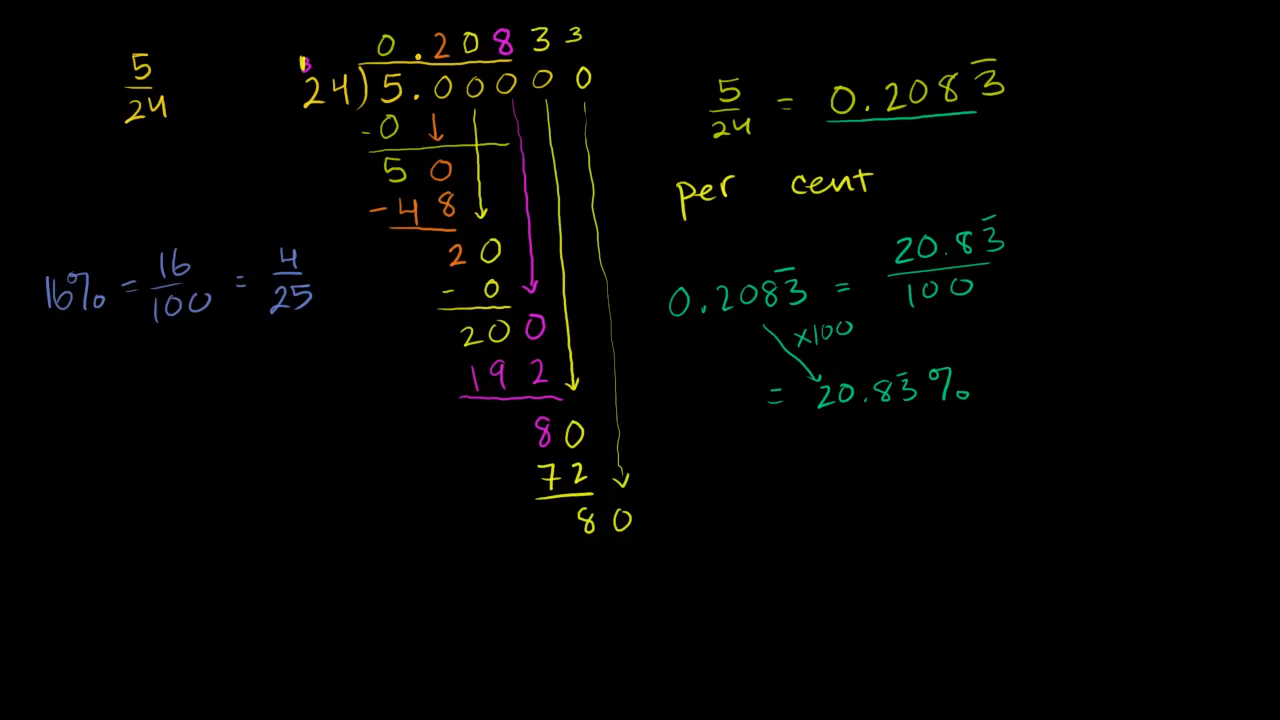 5/24
0.20833
24)5.00000
-0
50
-48
20
-0
200
192
80
72
80
16% = 16/100 = 4/25
5/24 = 0.2083̅
per cent
0.2083̅ = 20.83̅/100
x100
= 20.83̅%